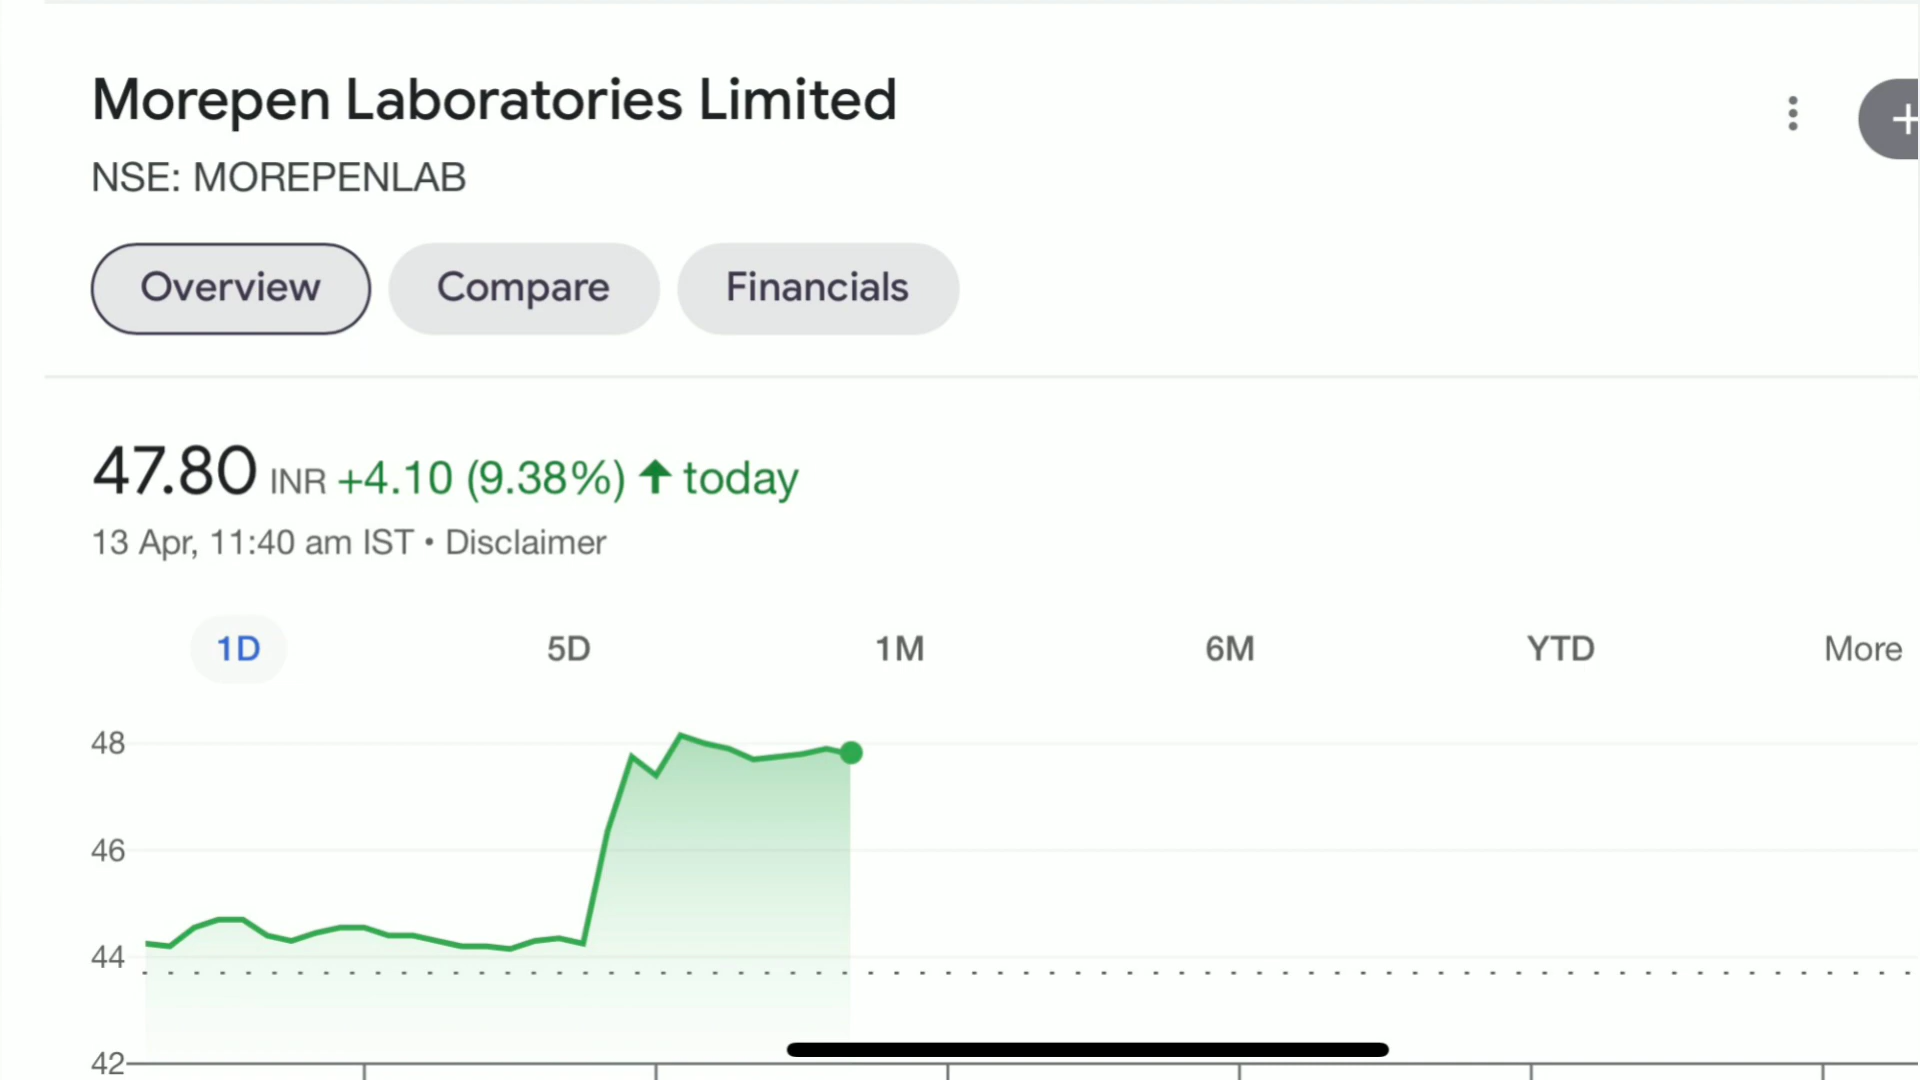 Morepen Laboratories Limited
NSE: MOREPENLAB
Overview Compare Financials
47.80 INR +4.10 (9.38%) ↑ today
13 Apr, 11:40 am IST • Disclaimer
1D 5D 1M 6M YTD More
48
46
44
42